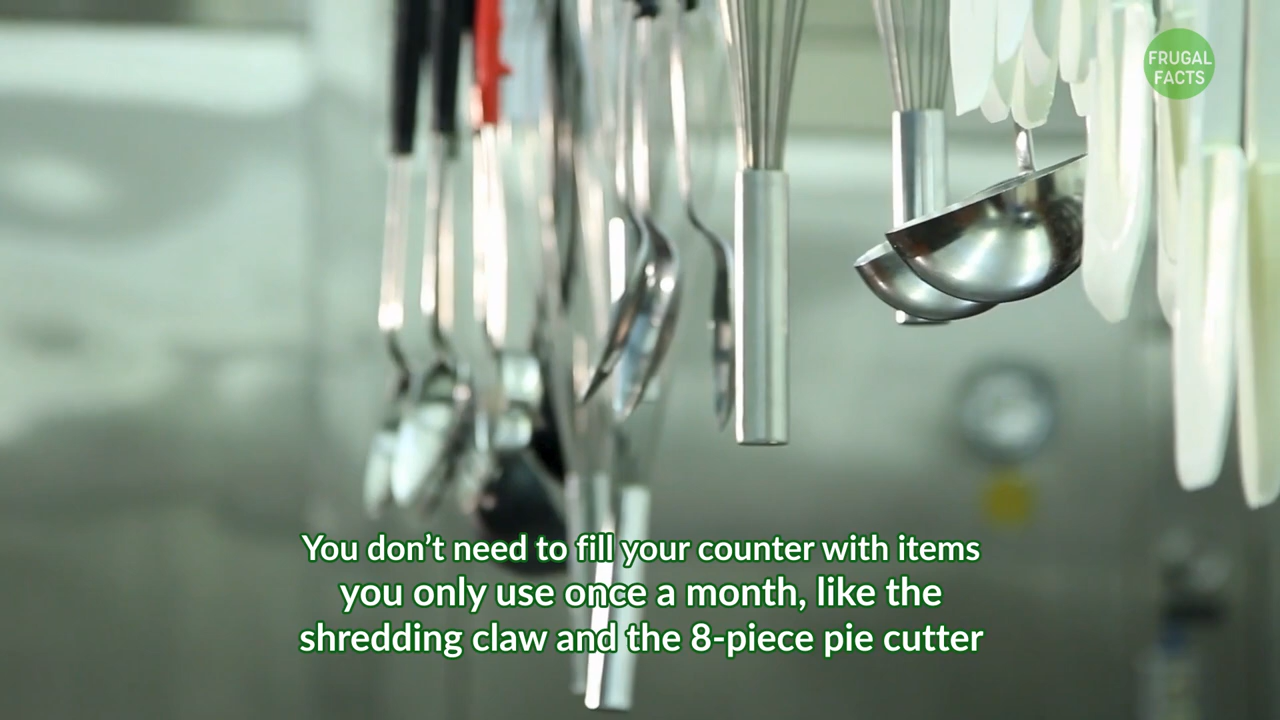 FRUGAL
FACTS
You don’t need to fill your counter with items
you only use once a month, like the
shredding claw and the 8-piece pie cutter